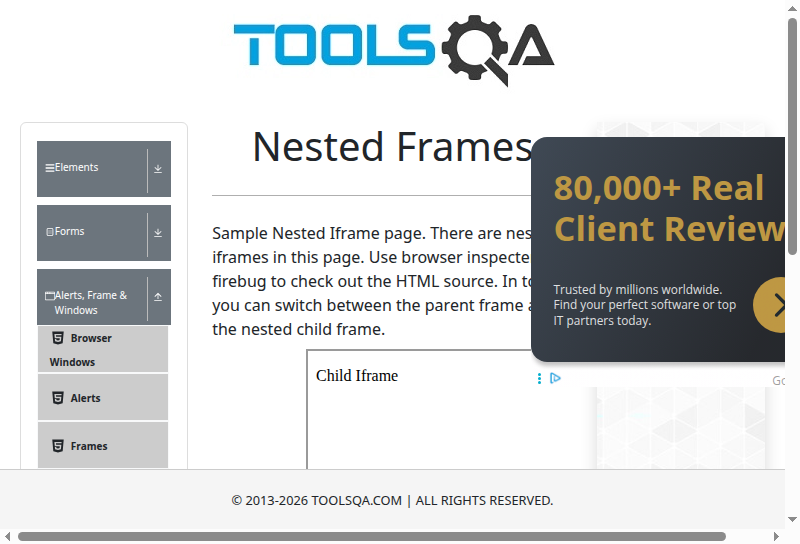 TOOLSQA
Elements
Forms
Alerts, Frame &
Windows
Browser
Windows
Alerts
Frames
Nested Frames
Sample Nested Iframe page. There are nes
iframes in this page. Use browser inspecte
firebug to check out the HTML source. In to
you can switch between the parent frame a
the nested child frame.
Child Iframe
80,000+ Real
Client Review
Trusted by millions worldwide.
Find your perfect software or top
IT partners today.
Go
© 2013-2026 TOOLSQA.COM | ALL RIGHTS RESERVED.